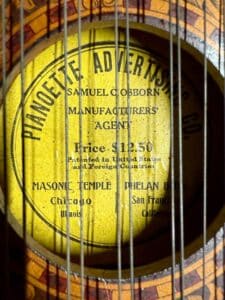 PIANOETTE ADVERTISING CO
SAMUEL C. OSBORN
MANUFACTURERS'
AGENT
Price $12.50
Patented in United States
and Foreign Countries
MASONIC TEMPLE PHELAN
Chicago San Francisco
Illinois